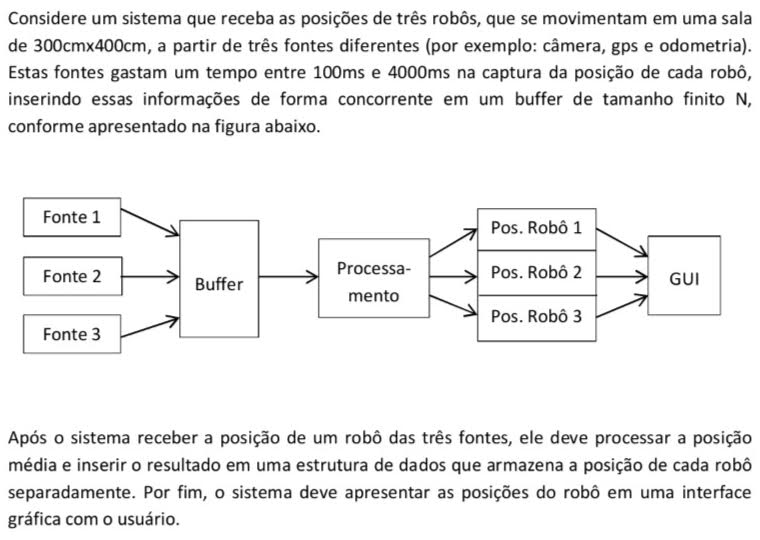 Considere um sistema que receba as posições de três robôs, que se movimentam em uma sala
de 300cmx400cm, a partir de três fontes diferentes (por exemplo: câmera, gps e odometria).
Estas fontes gastam um tempo entre 100ms e 4000ms na captura da posição de cada robô,
inserindo essas informações de forma concorrente em um buffer de tamanho finito N,
conforme apresentado na figura abaixo.
Fonte 1
Fonte 2
Fonte 3
Buffer
Processa-
mento
Pos. Robô 1
Pos. Robô 2
Pos. Robô 3
GUI
Após o sistema receber a posição de um robô das três fontes, ele deve processar a posição
média e inserir o resultado em uma estrutura de dados que armazena a posição de cada robô
separadamente. Por fim, o sistema deve apresentar as posições do robô em uma interface
gráfica com o usuário.